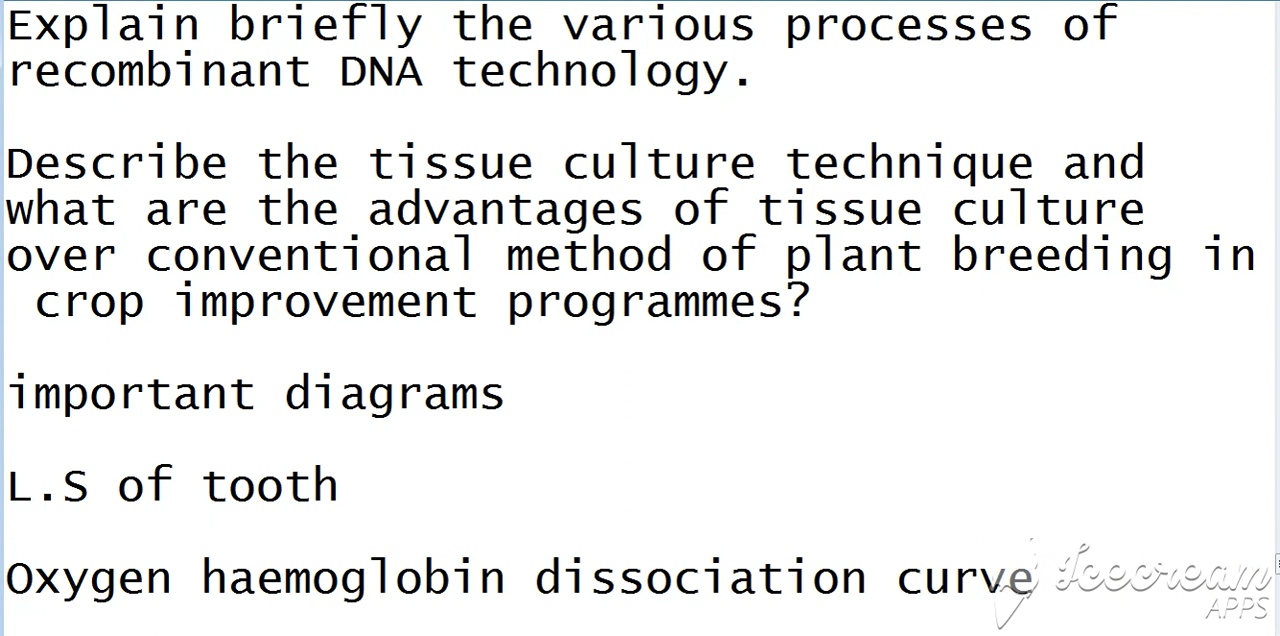 Explain briefly the various processes of
recombinant DNA technology.
Describe the tissue culture technique and
what are the advantages of tissue culture
over conventional method of plant breeding in
crop improvement programmes?
important diagrams
L.S of tooth
Oxygen haemoglobin dissociation curve
Icecream
APPS